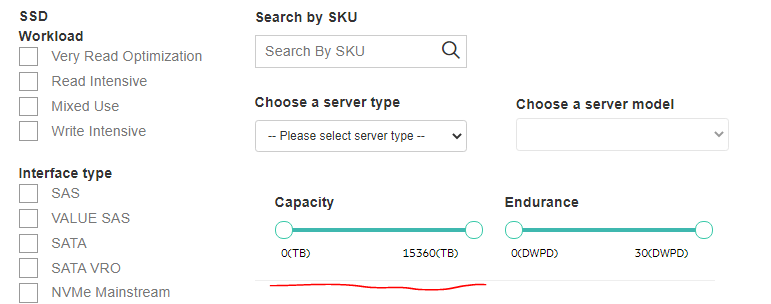 SSD
Workload
Very Read Optimization
Read Intensive
Mixed Use
Write Intensive
Interface type
SAS
VALUE SAS
SATA
SATA VRO
NVMe Mainstream
Search by SKU
Search By SKU
Choose a server type
-- Please select server type --
Choose a server model
Capacity
0(TB) 15360(TB)
Endurance
0(DWPD) 30(DWPD)